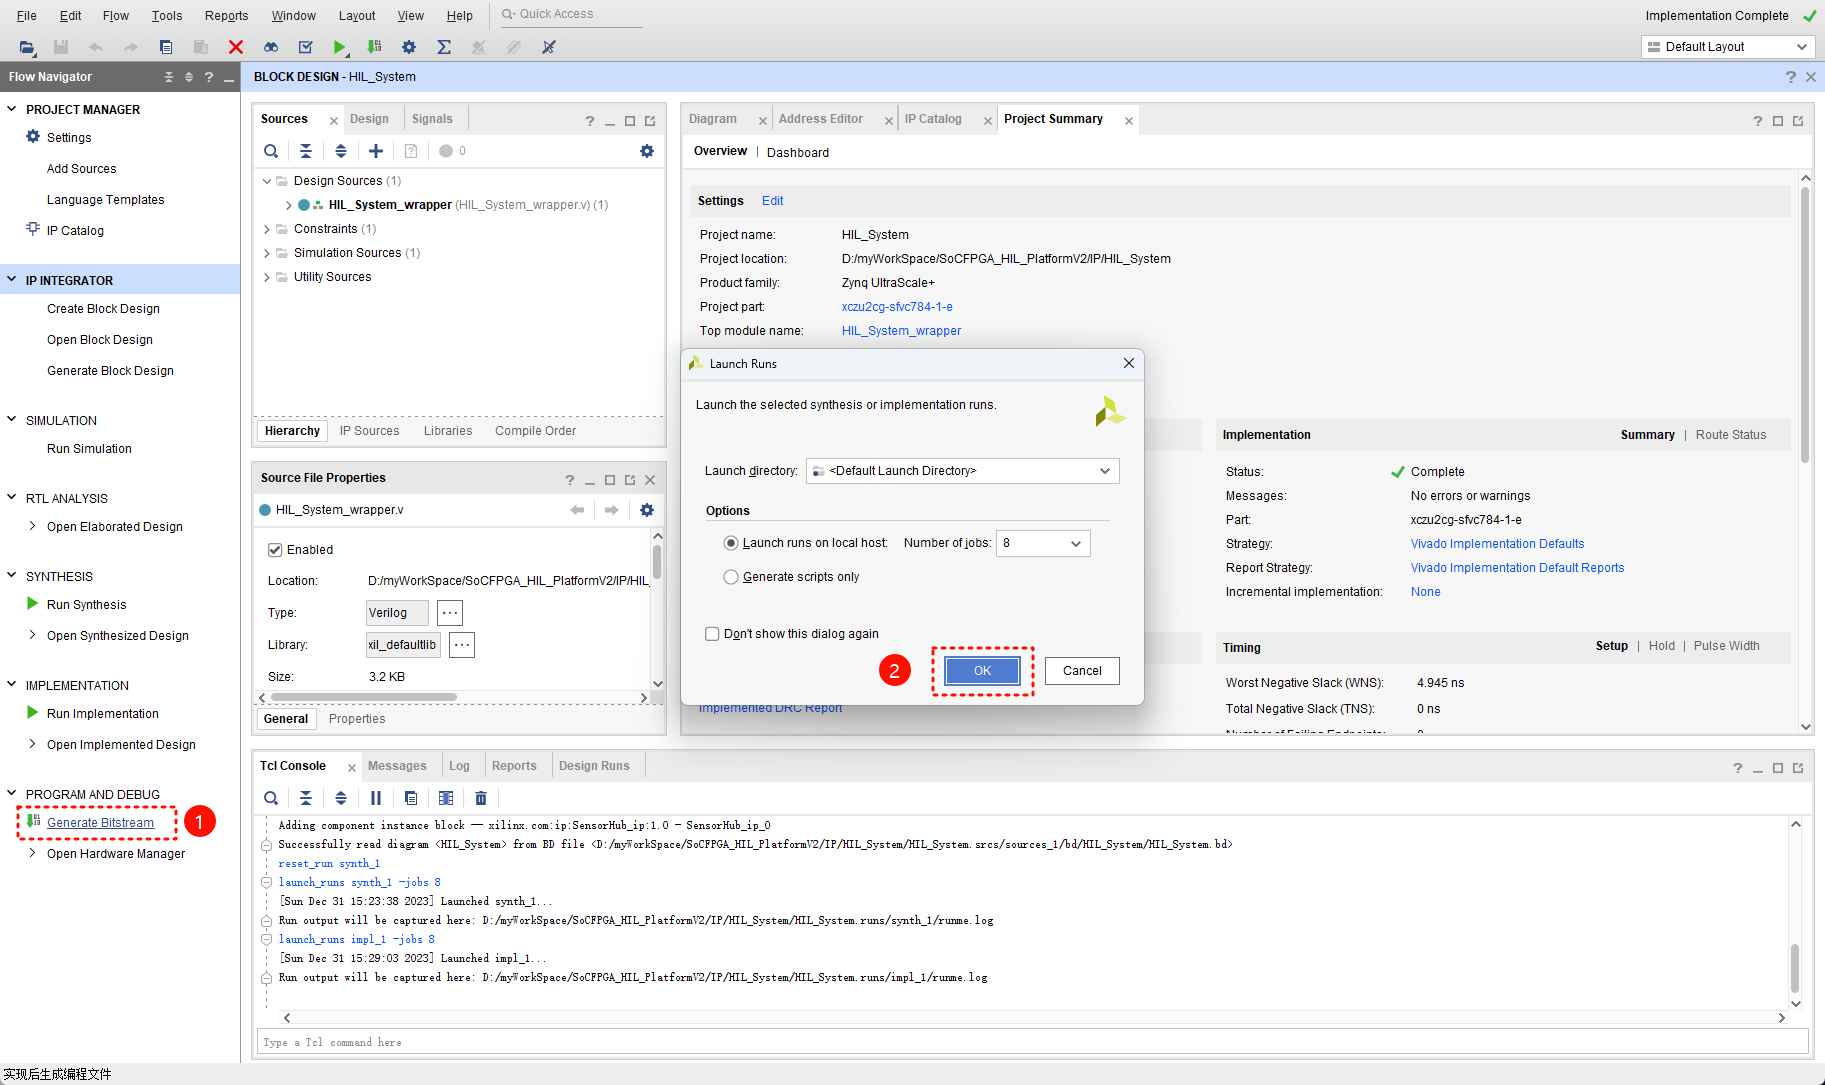 File Edit Flow Tools Reports Window Layout View Help Quick Access
Implementation Complete
Default Layout
Flow Navigator
BLOCK DESIGN - HIL_System
PROJECT MANAGER
Settings
Add Sources
Language Templates
IP Catalog
IP INTEGRATOR
Create Block Design
Open Block Design
Generate Block Design
SIMULATION
Run Simulation
RTL ANALYSIS
Open Elaborated Design
SYNTHESIS
Run Synthesis
Open Synthesized Design
IMPLEMENTATION
Run Implementation
Open Implemented Design
PROGRAM AND DEBUG
Generate Bitstream
1
Open Hardware Manager
Sources Design Signals
0
Design Sources (1)
HIL_System_wrapper (HIL_System_wrapper.v) (1)
Constraints (1)
Simulation Sources (1)
Utility Sources
Hierarchy IP Sources Libraries Compile Order
Source File Properties
HIL_System_wrapper.v
Enabled
Location: D:/myWorkSpace/SoCFPGA_HIL_PlatformV2/IP/HIL_
Type: Verilog
Library: xil_defaultlib
Size: 3.2 KB
General Properties
Diagram Address Editor IP Catalog Project Summary
Overview | Dashboard
Settings Edit
Project name: HIL_System
Project location: D:/myWorkSpace/SoCFPGA_HIL_PlatformV2/IP/HIL_System
Product family: Zynq UltraScale+
Project part: xczu2cg-sfvc784-1-e
Top module name: HIL_System_wrapper
Launch Runs
Launch the selected synthesis or implementation runs.
Launch directory: <Default Launch Directory>
Options
Launch runs on local host: Number of jobs: 8
Generate scripts only
Don't show this dialog again
2
OK Cancel
Implemented DRC Report
Implementation Summary | Route Status
Status: Complete
Messages: No errors or warnings
Part: xczu2cg-sfvc784-1-e
Strategy: Vivado Implementation Defaults
Report Strategy: Vivado Implementation Default Reports
Incremental implementation: None
Timing Setup | Hold | Pulse Width
Worst Negative Slack (WNS): 4.945 ns
Total Negative Slack (TNS): 0 ns
Number of Failing Endpoints: 0
Tcl Console Messages Log Reports Design Runs
Adding component instance block -- xilinx.com:ip:SensorHub_ip:1.0 - SensorHub_ip_0
Successfully read diagram <HIL_System> from BD file <D:/myWorkSpace/SoCFPGA_HIL_PlatformV2/IP/HIL_System/HIL_System.srcs/sources_1/bd/HIL_System/HIL_System.bd>
reset_run synth_1
launch_runs synth_1 -jobs 8
[Sun Dec 31 15:23:38 2023] Launched synth_1...
Run output will be captured here: D:/myWorkSpace/SoCFPGA_HIL_PlatformV2/IP/HIL_System/HIL_System.runs/synth_1/runme.log
launch_runs impl_1 -jobs 8
[Sun Dec 31 15:29:03 2023] Launched impl_1...
Run output will be captured here: D:/myWorkSpace/SoCFPGA_HIL_PlatformV2/IP/HIL_System/HIL_System.runs/impl_1/runme.log
Type a Tcl command here
实现后生成编程文件